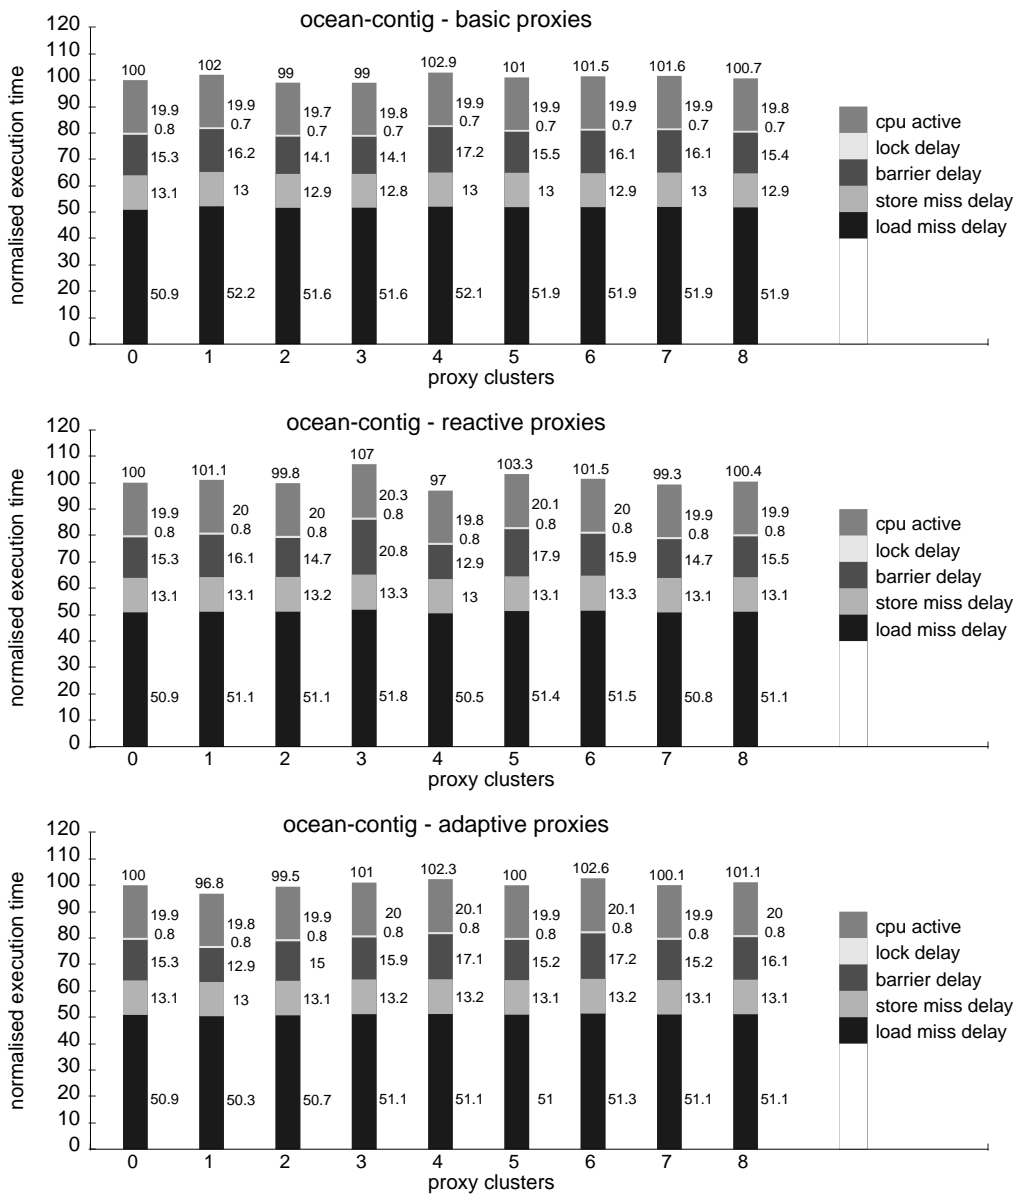 ocean-contig - basic proxies
normalised execution time
120
110
100
90
80
70
60
50
40
30
20
10
0
100 102 99 99 102.9 101 101.5 101.6 100.7
19.9 19.9 19.7 19.8 19.9 19.9 19.9 19.9 19.8
0.8 0.7 0.7 0.7 0.7 0.7 0.7 0.7 0.7
15.3 16.2 14.1 14.1 17.2 15.5 16.1 16.1 15.4
13.1 13 12.9 12.8 13 13 12.9 13 12.9
50.9 52.2 51.6 51.6 52.1 51.9 51.9 51.9 51.9
0 1 2 3 4 5 6 7 8
proxy clusters
cpu active
lock delay
barrier delay
store miss delay
load miss delay
ocean-contig - reactive proxies
normalised execution time
120
110
100
90
80
70
60
50
40
30
20
10
0
100 101.1 99.8 107 97 103.3 101.5 99.3 100.4
19.9 20 20 20.3 19.8 20.1 20 19.9 19.9
0.8 0.8 0.8 0.8 0.8 0.8 0.8 0.8 0.8
15.3 16.1 14.7 20.8 12.9 17.9 15.9 14.7 15.5
13.1 13.1 13.2 13.3 13 13.1 13.3 13.1 13.1
50.9 51.1 51.1 51.8 50.5 51.4 51.5 50.8 51.1
0 1 2 3 4 5 6 7 8
proxy clusters
cpu active
lock delay
barrier delay
store miss delay
load miss delay
ocean-contig - adaptive proxies
normalised execution time
120
110
100
90
80
70
60
50
40
30
20
10
0
100 96.8 99.5 101 102.3 100 102.6 100.1 101.1
19.9 19.8 19.9 20 20.1 19.9 20.1 19.9 20
0.8 0.8 0.8 0.8 0.8 0.8 0.8 0.8 0.8
15.3 12.9 15 15.9 17.1 15.2 17.2 15.2 16.1
13.1 13 13.1 13.2 13.2 13.1 13.2 13.1 13.1
50.9 50.3 50.7 51.1 51.1 51 51.3 51.1 51.1
0 1 2 3 4 5 6 7 8
proxy clusters
cpu active
lock delay
barrier delay
store miss delay
load miss delay